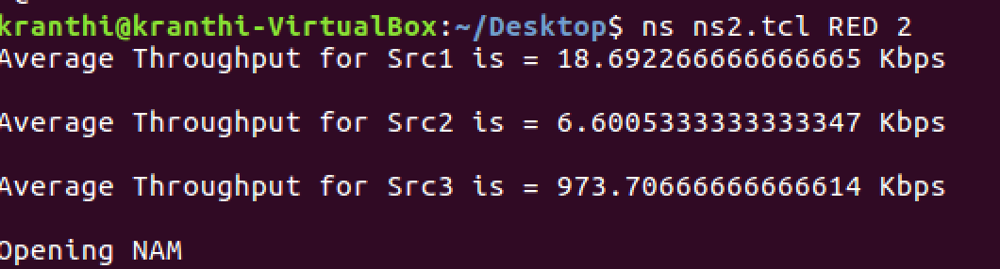 kranthi@kranthi-VirtualBox:~/Desktop$ ns ns2.tcl RED 2
Average Throughput for Src1 is = 18.692266666666665 Kbps
Average Throughput for Src2 is = 6.6005333333333347 Kbps
Average Throughput for Src3 is = 973.70666666666614 Kbps
Opening NAM